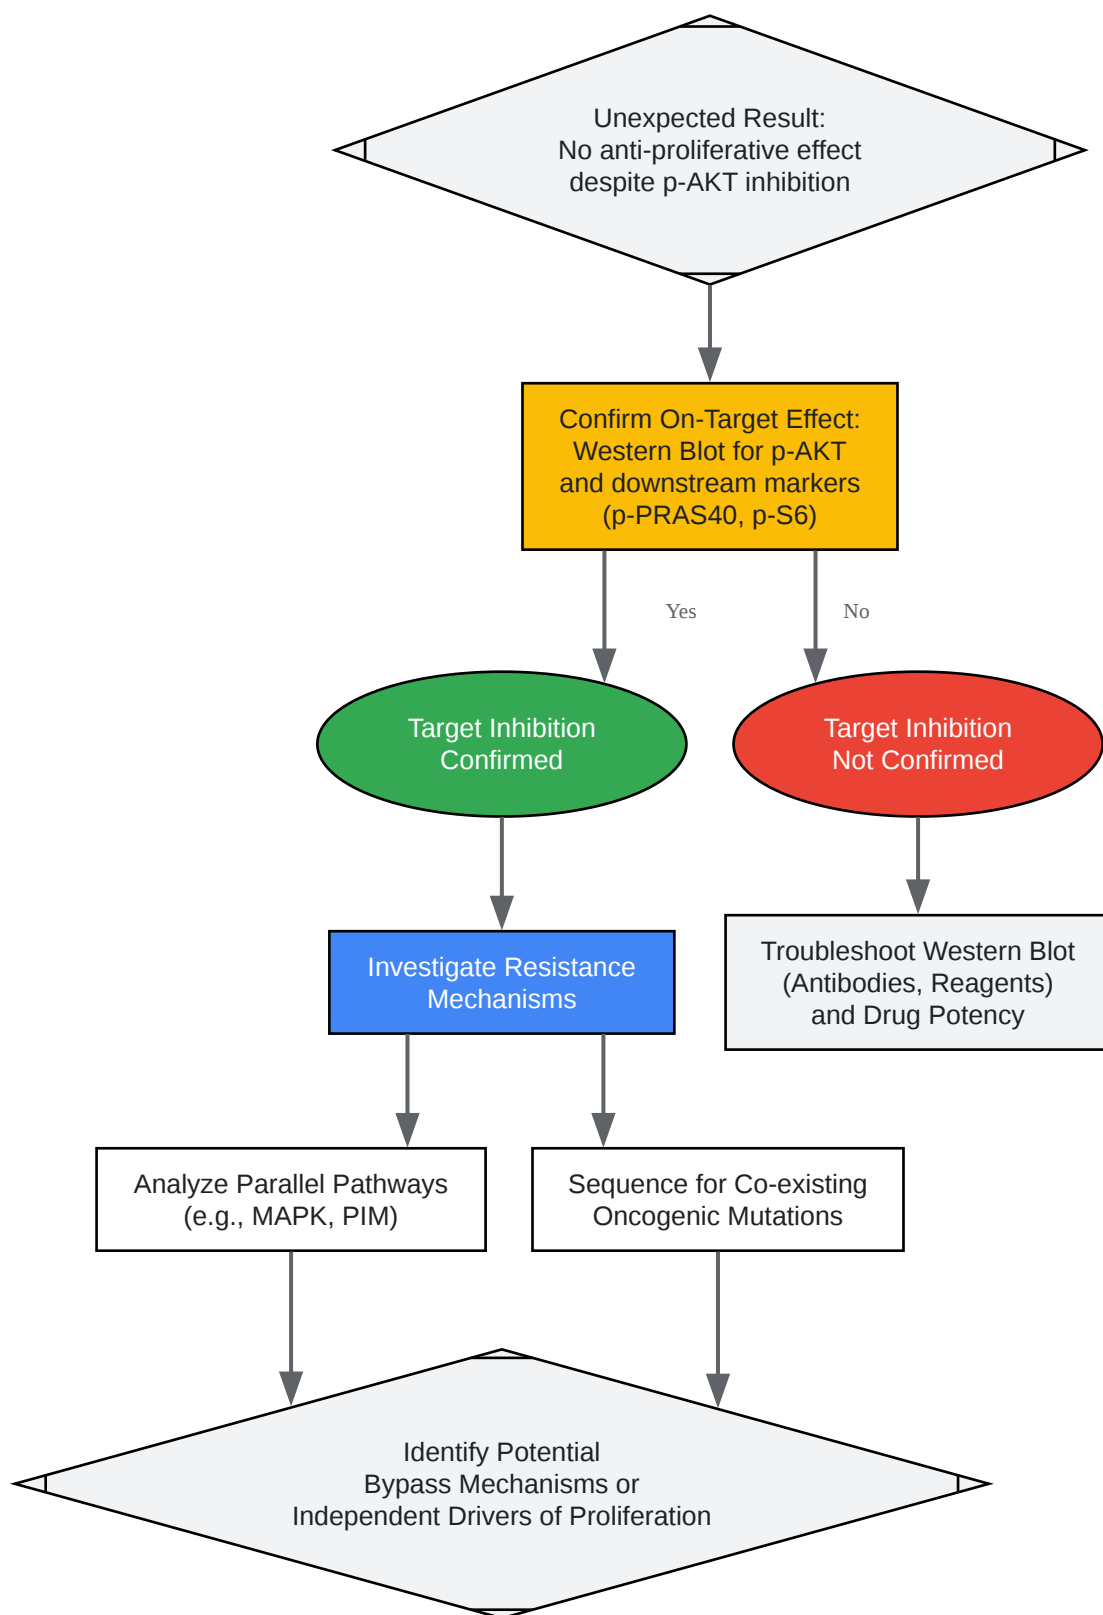 Unexpected Result:
No anti-proliferative effect
despite p-AKT inhibition
Confirm On-Target Effect:
Western Blot for p-AKT
and downstream markers
(p-PRAS40, p-S6)
Yes
No
Target Inhibition
Confirmed
Target Inhibition
Not Confirmed
Investigate Resistance
Mechanisms
Troubleshoot Western Blot
(Antibodies, Reagents)
and Drug Potency
Analyze Parallel Pathways
(e.g., MAPK, PIM)
Sequence for Co-existing
Oncogenic Mutations
Identify Potential
Bypass Mechanisms or
Independent Drivers of Proliferation